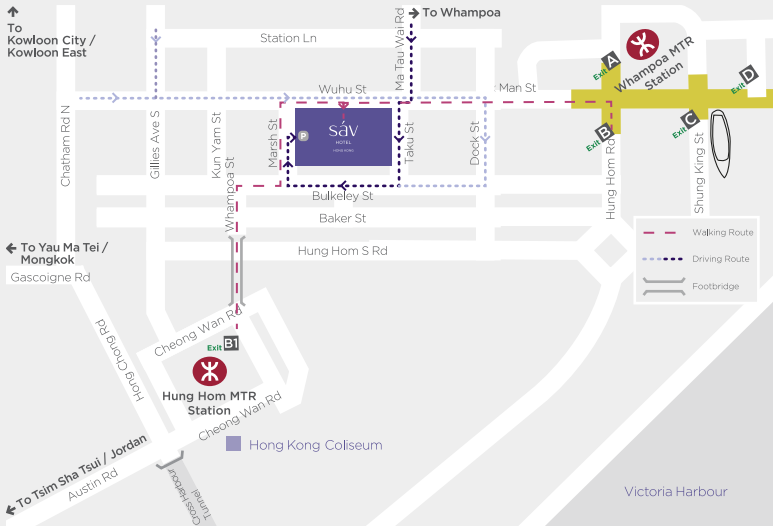 To
Kowloon City /
Kowloon East
To Whampoa
Station Ln
Ma Tau Wai Rd
Wuhu St
Man St
Exit A
Whampoa MTR
Station
D
Exit
Exit B
Exit C
Chatham Rd N
Gillies Ave S
Kun Yam St
Whampoa St
Marsh St
P
sáv
HOTEL
HONG KONG
Taku St
Dock St
Hung Hom Rd
Shung King St
Bulkeley St
Baker St
Hung Hom S Rd
To Yau Ma Tei /
Mongkok
Gascoigne Rd
Walking Route
Driving Route
Footbridge
Hong Chong Rd
Cheong Wan Rd
Exit B1
Hung Hom MTR
Station
Cheong Wan Rd
Hong Kong Coliseum
To Tsim Sha Tsui / Jordan
Austin Rd
Cross Harbour
Tunnel
Victoria Harbour